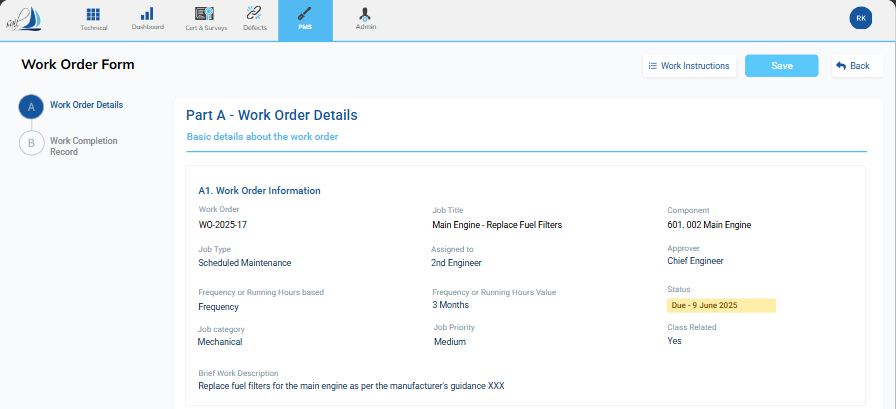 Technical
Dashboard
Cert & Surveys
Defects
PMS
Admin
RK
Work Order Form
Work Instructions
Save
Back
A
Work Order Details
B
Work Completion
Record
Part A - Work Order Details
Basic details about the work order
A1. Work Order Information
Work Order
Job Title
Component
WO-2025-17
Main Engine - Replace Fuel Filters
601. 002 Main Engine
Job Type
Assigned to
Approver
Scheduled Maintenance
2nd Engineer
Chief Engineer
Frequency or Running Hours based
Frequency or Running Hours Value
Status
Frequency
3 Months
Due - 9 June 2025
Job category
Job Priority
Class Related
Mechanical
Medium
Yes
Brief Work Description
Replace fuel filters for the main engine as per the manufacturer's guidance XXX